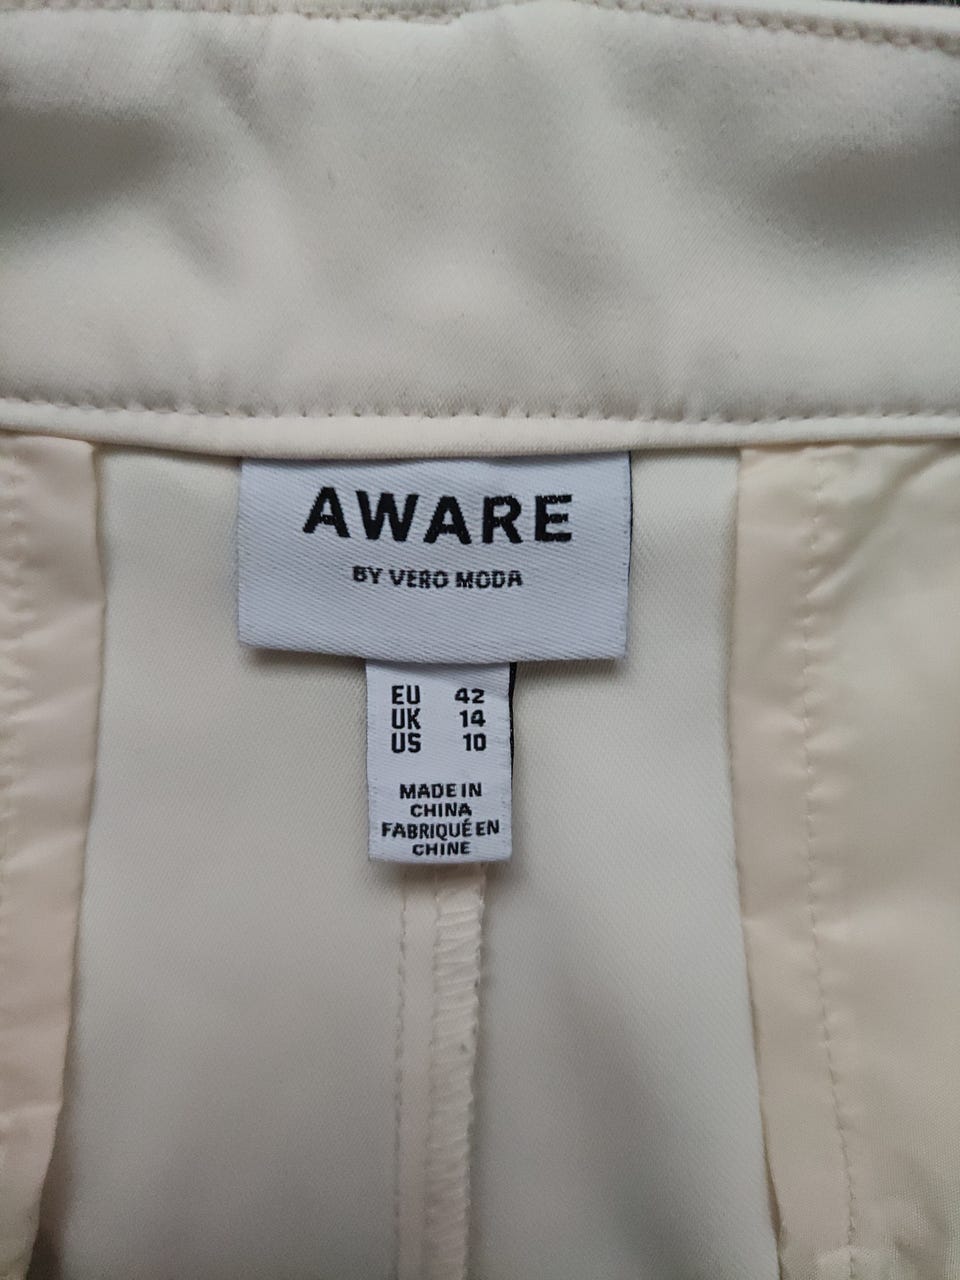 AWARE
BY VERO MODA
EU 42
UK 14
US 10
MADE IN
CHINA
FABRIQUÉ EN
CHINE